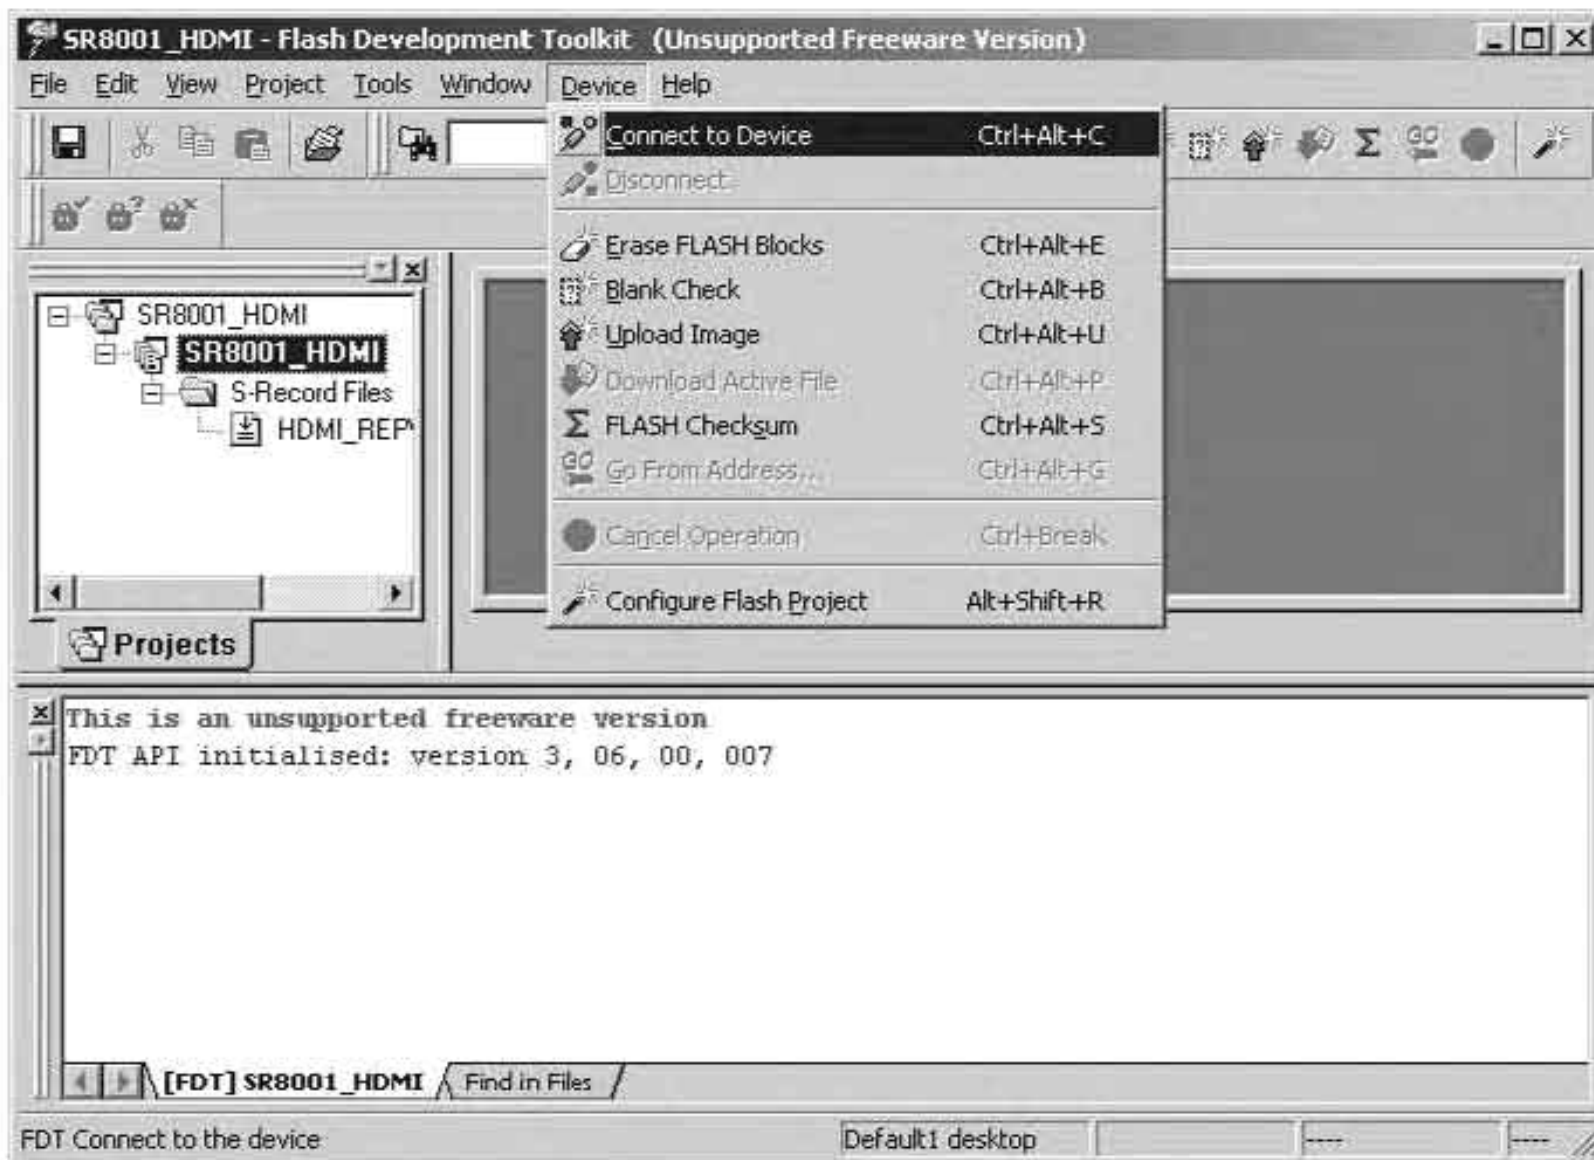 SR8001_HDMI - Flash Development Toolkit (Unsupported Freeware Version)
File Edit View Project Tools Window Device Help
Connect to Device Ctrl+Alt+C
Disconnect
Erase FLASH Blocks Ctrl+Alt+E
Blank Check Ctrl+Alt+B
Upload Image Ctrl+Alt+U
Download Active File Ctrl+Alt+P
FLASH Checksum Ctrl+Alt+S
Go From Address... Ctrl+Alt+G
Cancel Operation Ctrl+Break
Configure Flash Project Alt+Shift+R
SR8001_HDMI
SR8001_HDMI
S-Record Files
HDMI_REP
Projects
This is an unsupported freeware version
FDT API initialised: version 3, 06, 00, 007
[FDT] SR8001_HDMI Find in Files
FDT Connect to the device Default1 desktop ---- ----